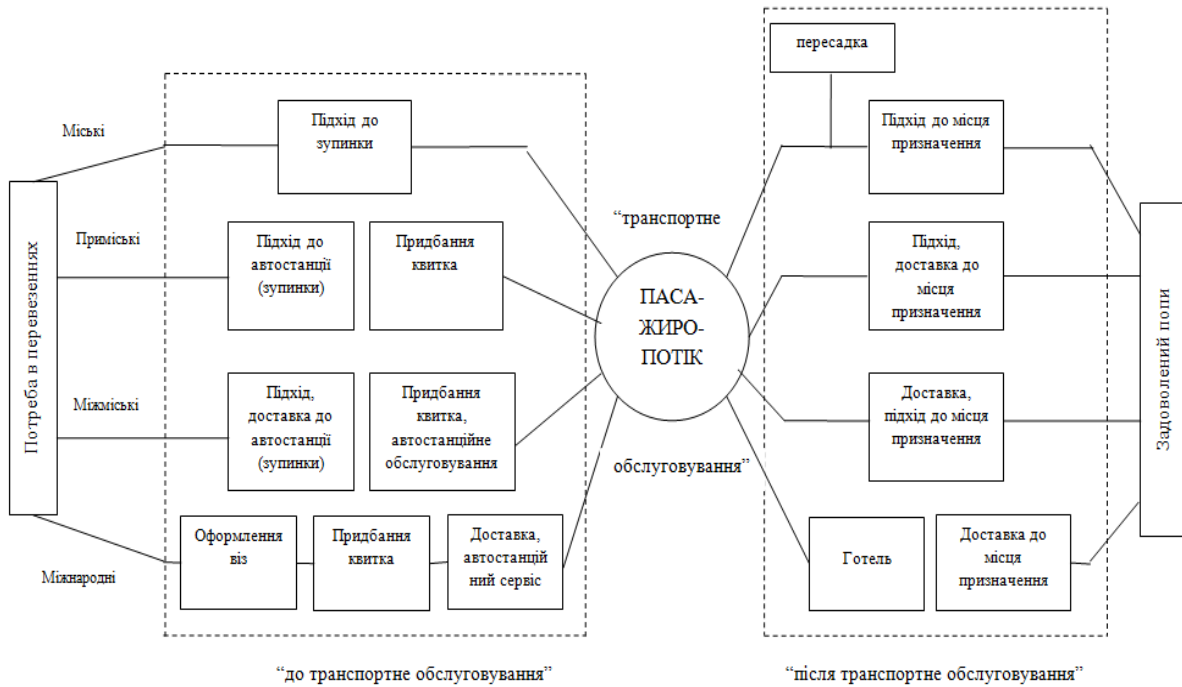 пересадка
Міські
Підхід до
зупинки
Підхід до місця
призначення
“транспортне
Потреба в перевезеннях
Приміські
Підхід до
автостанції
(зупинки)
Придбання
квитка
ПАСА-
ЖИРО-
ПОТІК
Підхід,
доставка до
місця
призначення
Задоволений попи
Міжміські
Підхід,
доставка до
автостанції
(зупинки)
Придбання
квитка,
автостанційне
обслуговування
Доставка,
підхід до місця
призначення
обслуговування”
Міжнародні
Оформлення
віз
Придбання
квитка
Доставка,
автостанцій
ний сервіс
Готель
Доставка до
місця
призначення
“до транспортне обслуговування”
“після транспортне обслуговування”